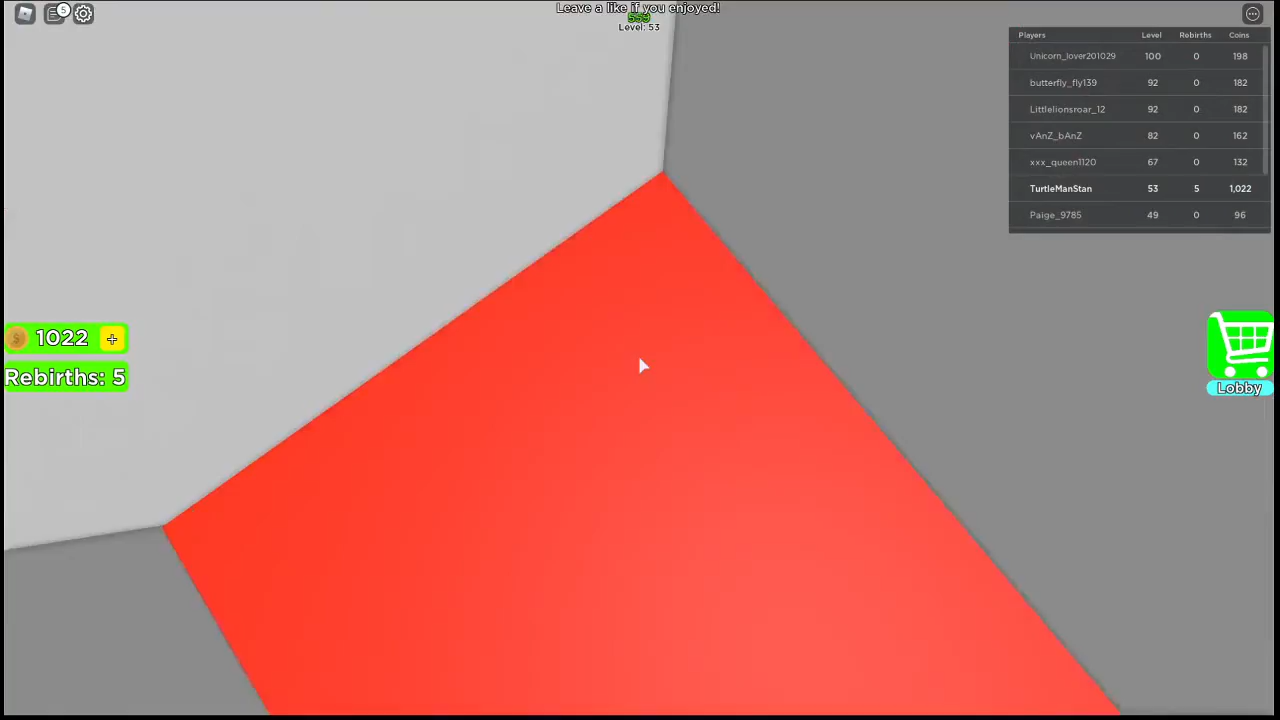 5
Leave a like if you enjoyed!
559
Level: 53
Players Level Rebirths Coins
Unicorn_lover201029 100 0 198
butterfly_fly139 92 0 182
Littlelionsroar_12 92 0 182
vAnZ_bAnZ 82 0 162
xxx_queen1120 67 0 132
TurtleManStan 53 5 1,022
Paige_9785 49 0 96
1022 +
Rebirths: 5
Lobby